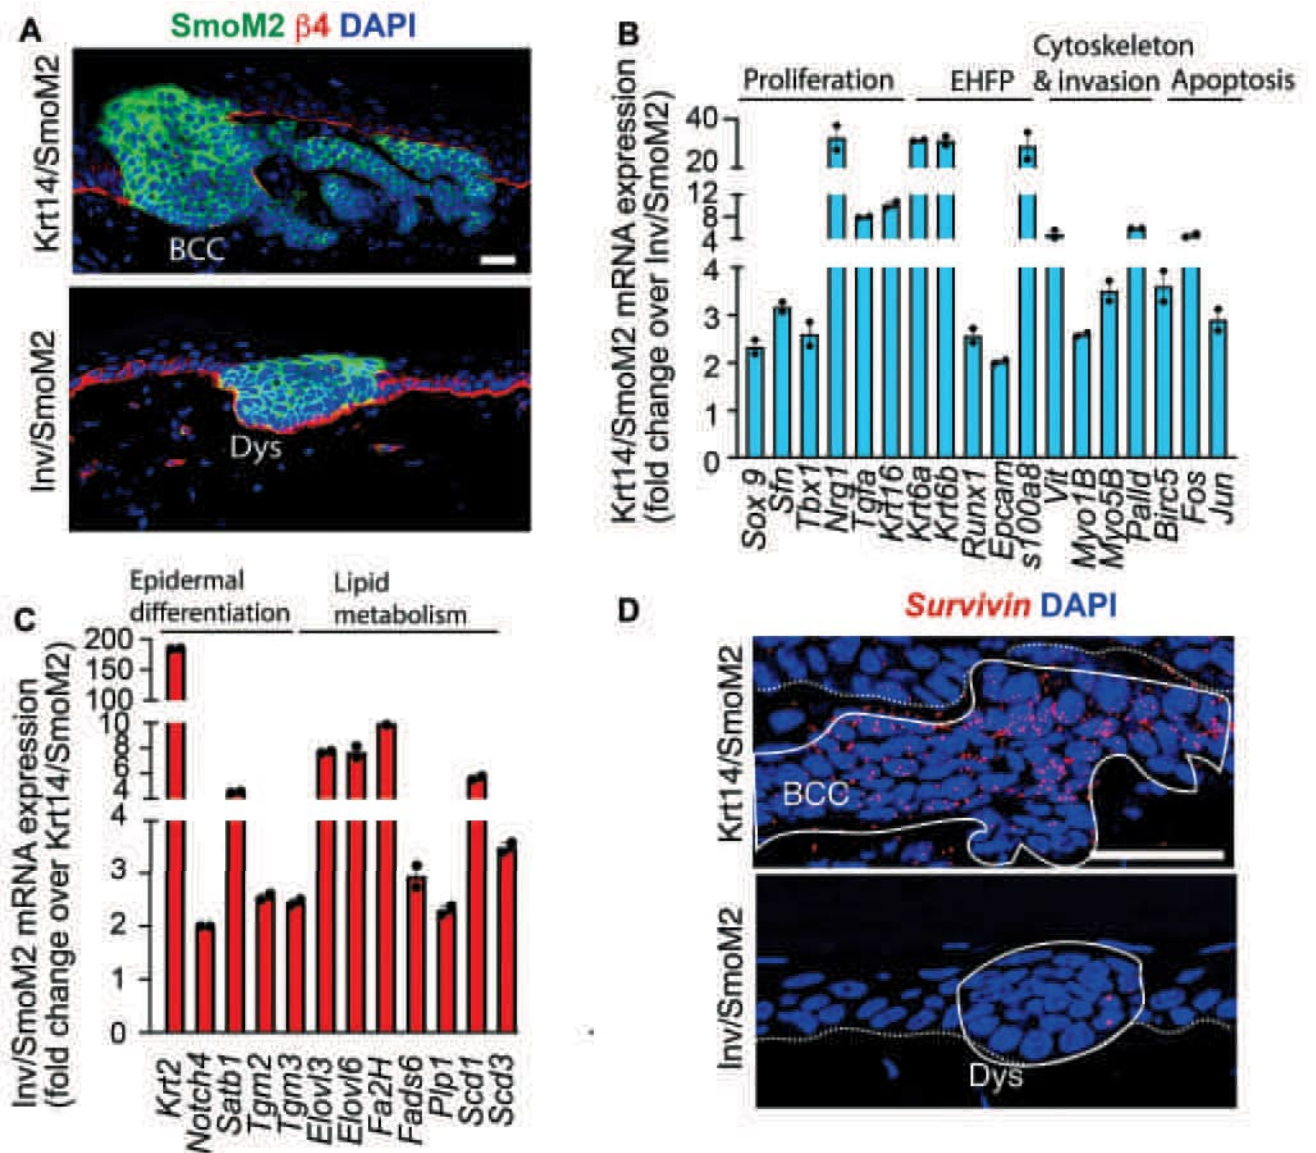 A
SmoM2 β4 DAPI
Krt14/SmoM2
BCC
Inv/SmoM2
Dys
B
Krt14/SmoM2 mRNA expression
(fold change over Inv/SmoM2)
Proliferation
EHFP
Cytoskeleton
& invasion
Apoptosis
40
20
12
8
4
4
3
2
1
0
Sox 9
Sfn
Tbx1
Nrg1
Tgfa
Krt16
Krt6a
Krt6b
Runx1
Epcam
s100a8
Vit
Myo1B
Myo5B
Palld
Birc5
Fos
Jun
C
Inv/SmoM2 mRNA expression
(fold change over Krt14/SmoM2)
Epidermal
differentiation
Lipid
metabolism
200
150
100
10
8
6
4
4
3
2
1
0
Krt2
Notch4
Satb1
Tgm2
Tgm3
Elovl3
Elovl6
Fa2H
Fads6
Plp1
Scd1
Scd3
D
Survivin DAPI
Krt14/SmoM2
BCC
Inv/SmoM2
Dys